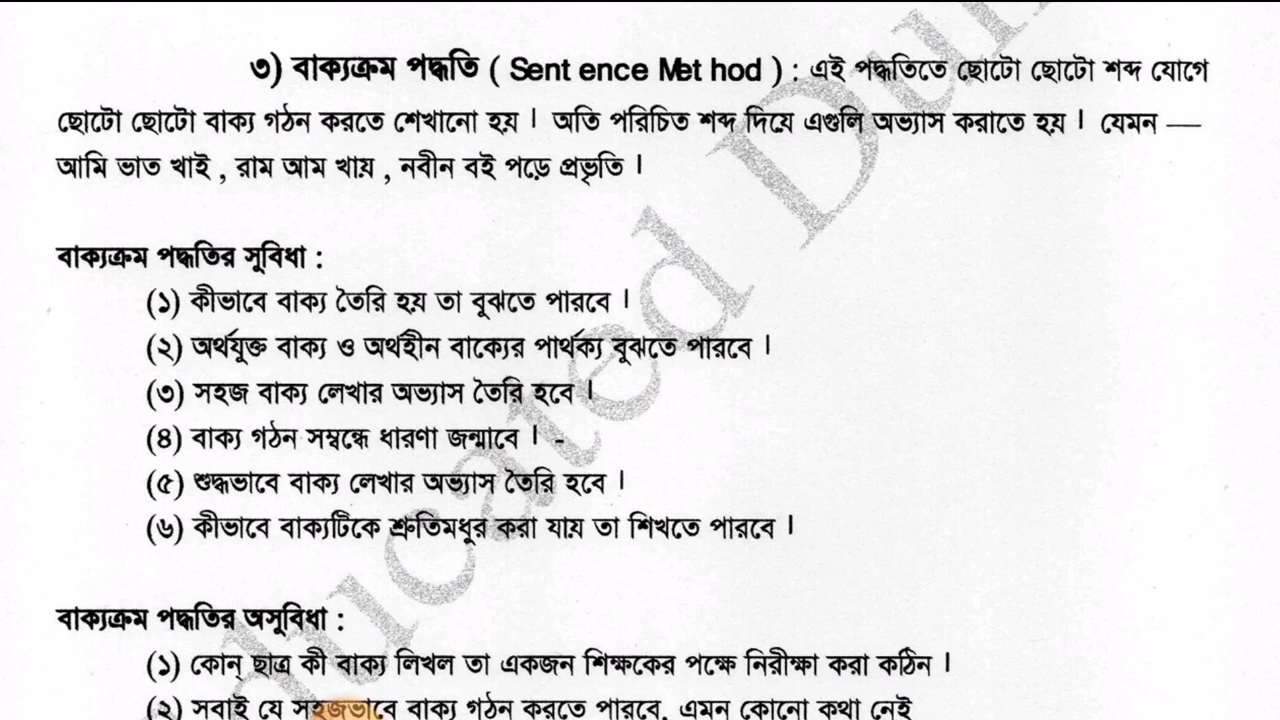 ৩) বাক্যক্রম পদ্ধতি ( Sent ence Met hod ) : এই পদ্ধতিতে ছোটো ছোটো শব্দ যোগে
ছোটো ছোটো বাক্য গঠন করতে শেখানো হয় । অতি পরিচিত শব্দ দিয়ে এগুলি অভ্যাস করাতে হয় । যেমন —
আমি ভাত খাই , রাম আম খায় , নবীন বই পড়ে প্রভৃতি ।
বাক্যক্রম পদ্ধতির সুবিধা :
(১) কীভাবে বাক্য তৈরি হয় তা বুঝতে পারবে ।
(২) অর্থযুক্ত বাক্য ও অর্থহীন বাক্যের পার্থক্য বুঝতে পারবে ।
(৩) সহজ বাক্য লেখার অভ্যাস তৈরি হবে ।
(৪) বাক্য গঠন সম্বন্ধে ধারণা জন্মাবে । -
(৫) শুদ্ধভাবে বাক্য লেখার অভ্যাস তৈরি হবে ।
(৬) কীভাবে বাক্যটিকে শ্রুতিমধুর করা যায় তা শিখতে পারবে ।
বাক্যক্রম পদ্ধতির অসুবিধা :
(১) কোন্ ছাত্র কী বাক্য লিখল তা একজন শিক্ষকের পক্ষে নিরীক্ষা করা কঠিন ।
(২) সবাই যে সহজভাবে বাক্য গঠন করতে পারবে, এমন কোনো কথা নেই